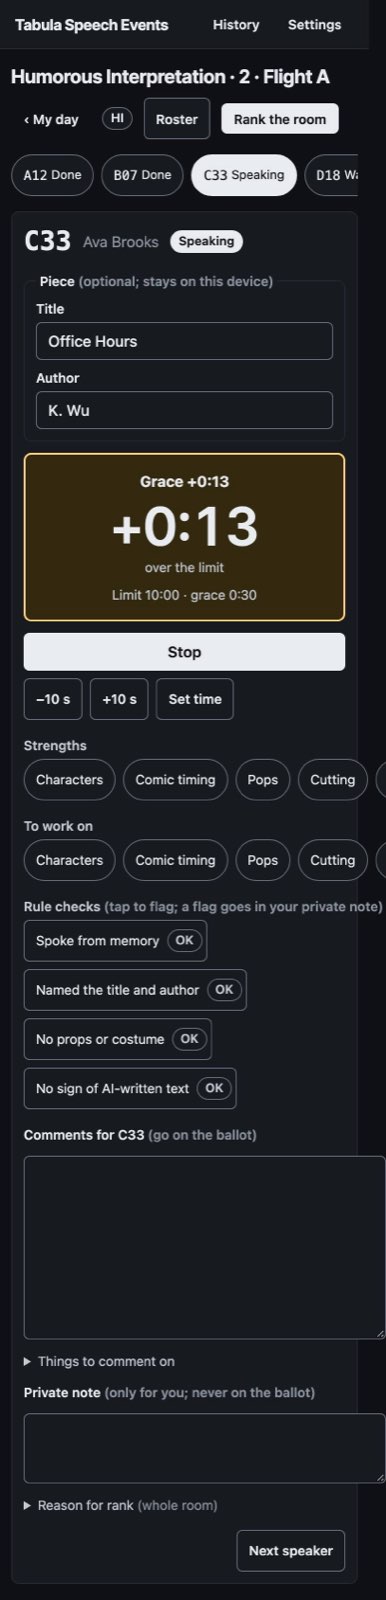 Tabula Speech Events History Settings
Humorous Interpretation · 2 · Flight A
‹ My day HI Roster Rank the room
A12 Done B07 Done C33 Speaking D18
C33 Ava Brooks Speaking
Piece (optional; stays on this device)
Title
Office Hours
Author
K. Wu
Grace +0:13
+0:13
over the limit
Limit 10:00 · grace 0:30
Stop
−10 s +10 s Set time
Strengths
Characters Comic timing Pops Cutting
To work on
Characters Comic timing Pops Cutting
Rule checks (tap to flag; a flag goes in your private note)
Spoke from memory OK
Named the title and author OK
No props or costume OK
No sign of AI-written text OK
Comments for C33 (go on the ballot)
Things to comment on
Private note (only for you; never on the ballot)
Reason for rank (whole room)
Next speaker